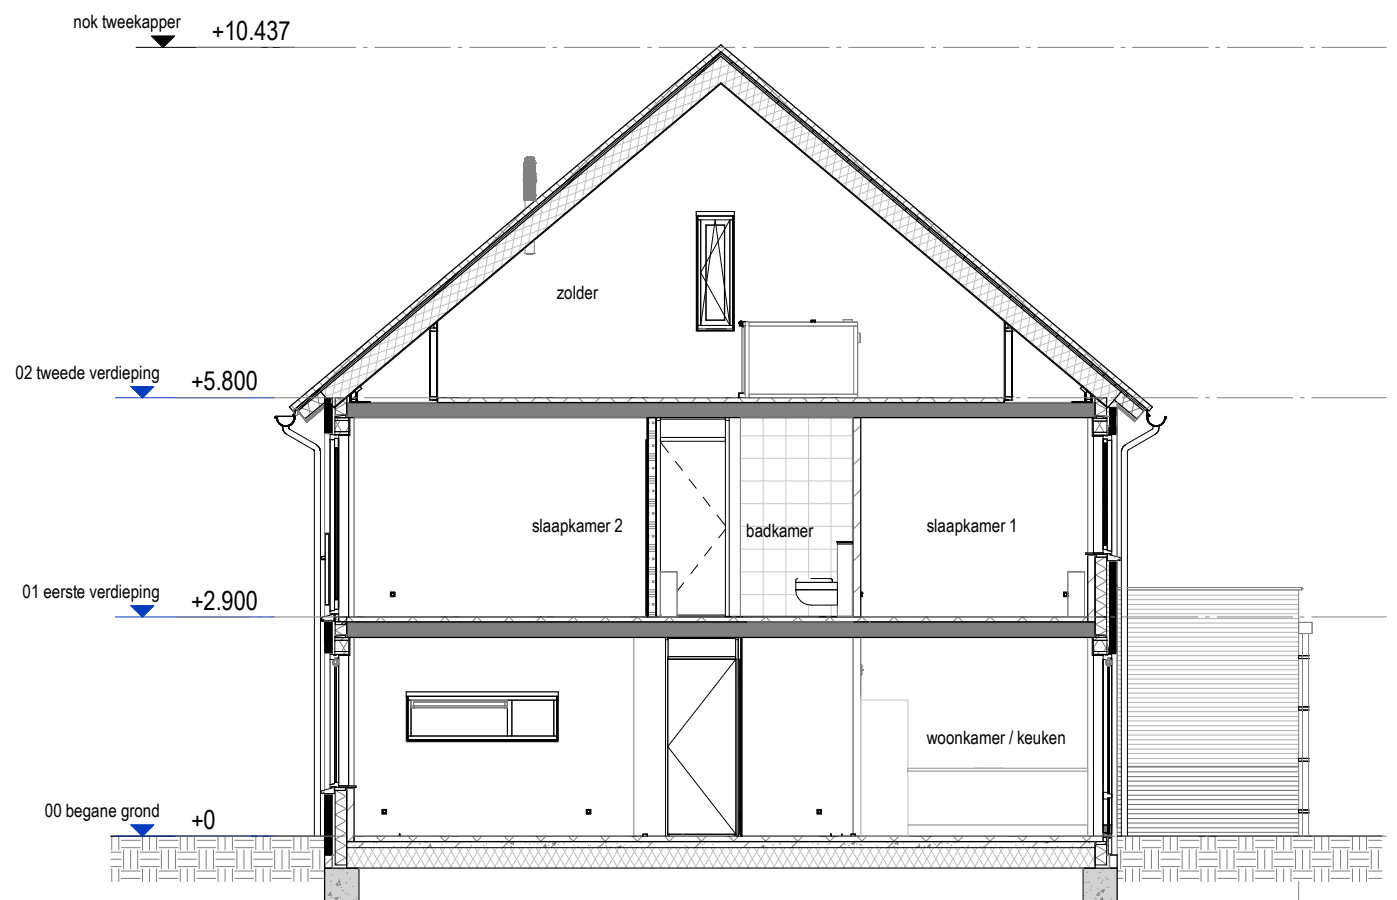 nok tweekapper
+10.437
zolder
02 tweede verdieping
+5.800
slaapkamer 2
badkamer
slaapkamer 1
01 eerste verdieping
+2.900
woonkamer / keuken
00 begane grond
+0